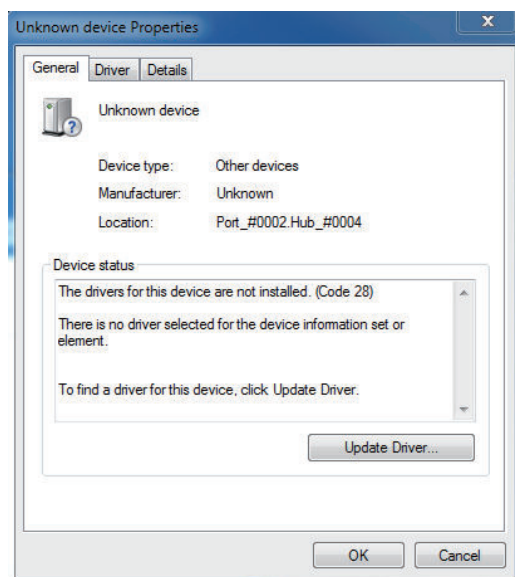 Unknown device Properties
X
General Driver Details
Unknown device
Device type: Other devices
Manufacturer: Unknown
Location: Port_#0002.Hub_#0004
Device status
The drivers for this device are not installed. (Code 28)
There is no driver selected for the device information set or
element.
To find a driver for this device, click Update Driver.
Update Driver...
OK Cancel